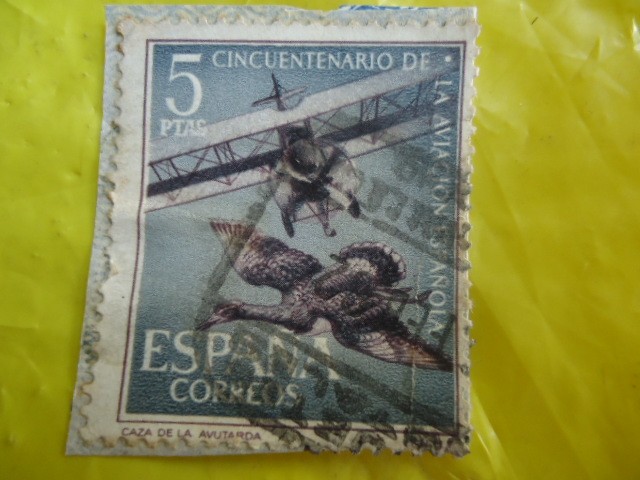 5
PTAS
CINCUENTENARIO DE · LA AVIACION ESPAÑOLA
ESPAÑA
CORREOS
CAZA DE LA AVUTARDA